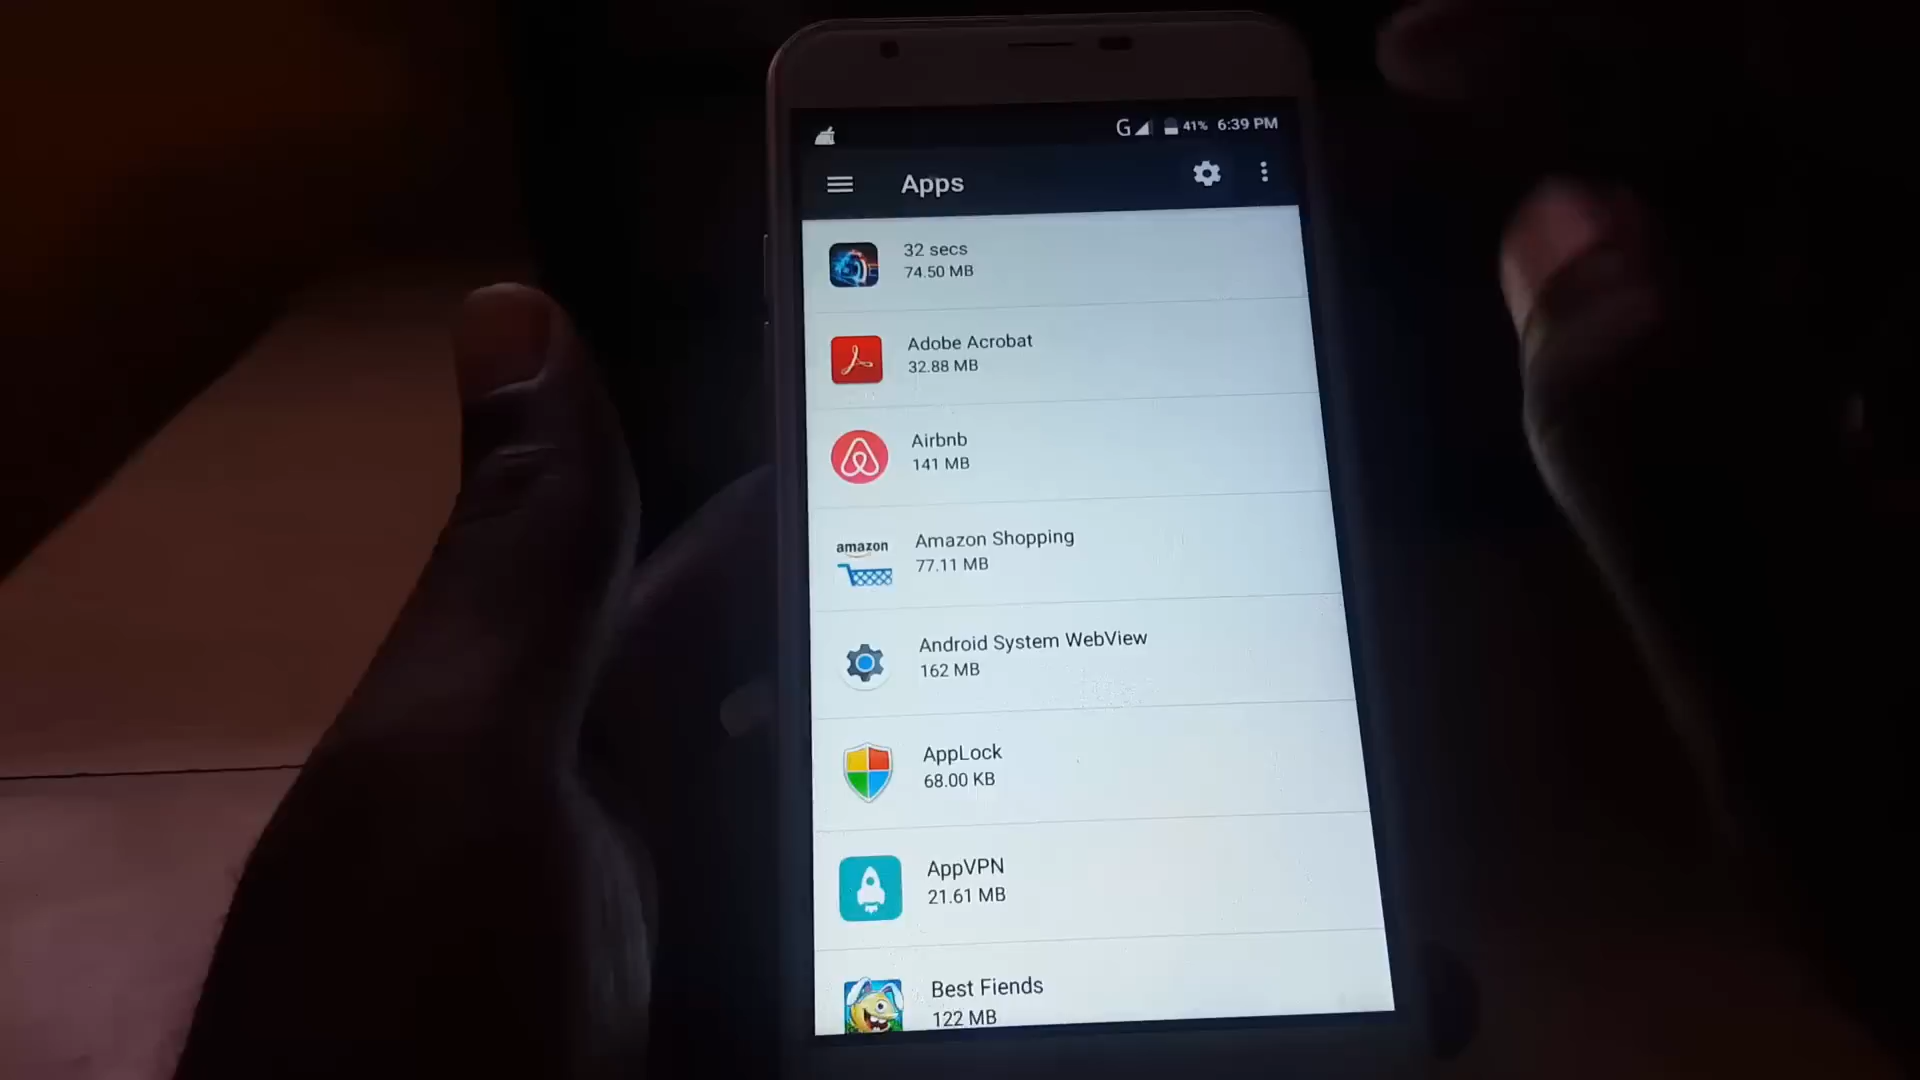 G 41% 6:39 PM
Apps
32 secs
74.50 MB
Adobe Acrobat
32.88 MB
Airbnb
141 MB
amazon
Amazon Shopping
77.11 MB
Android System WebView
162 MB
AppLock
68.00 KB
AppVPN
21.61 MB
Best Fiends
122 MB